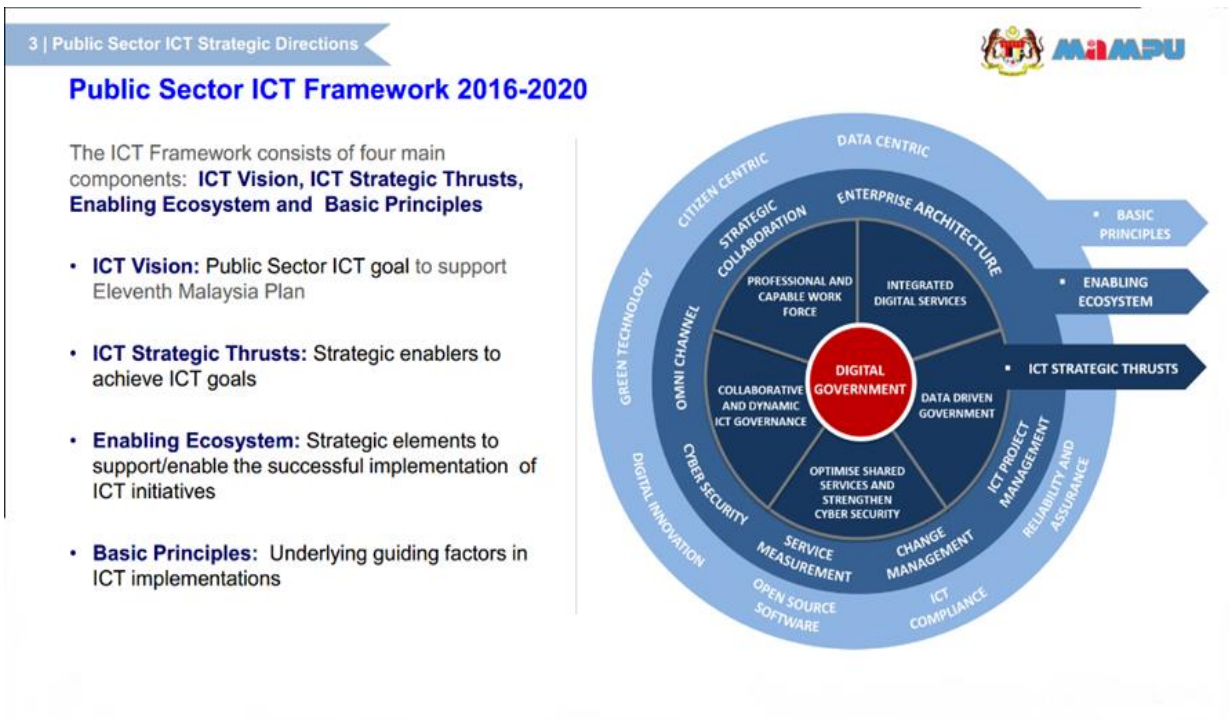 3 | Public Sector ICT Strategic Directions
MAMPU
Public Sector ICT Framework 2016-2020
The ICT Framework consists of four main
components: ICT Vision, ICT Strategic Thrusts,
Enabling Ecosystem and Basic Principles
• ICT Vision: Public Sector ICT goal to support
Eleventh Malaysia Plan
• ICT Strategic Thrusts: Strategic enablers to
achieve ICT goals
• Enabling Ecosystem: Strategic elements to
support/enable the successful implementation of
ICT initiatives
• Basic Principles: Underlying guiding factors in
ICT implementations
DATA CENTRIC
CITIZEN CENTRIC
GREEN TECHNOLOGY
DIGITAL INNOVATION
OPEN SOURCE
SOFTWARE
ICT
COMPLIANCE
RELIABILITY AND
ASSURANCE
ENTERPRISE ARCHITECTURE
STRATEGIC
COLLABORATION
OMNI CHANNEL
CYBER SECURITY
SERVICE
MEASUREMENT
CHANGE
MANAGEMENT
ICT PROJECT
MANAGEMENT
PROFESSIONAL AND
CAPABLE WORK
FORCE
INTEGRATED
DIGITAL SERVICES
COLLABORATIVE
AND DYNAMIC
ICT GOVERNANCE
DATA DRIVEN
GOVERNMENT
OPTIMISE SHARED
SERVICES AND
STRENGTHEN
CYBER SECURITY
DIGITAL
GOVERNMENT
▪ BASIC
PRINCIPLES
▪ ENABLING
ECOSYSTEM
▪ ICT STRATEGIC THRUSTS